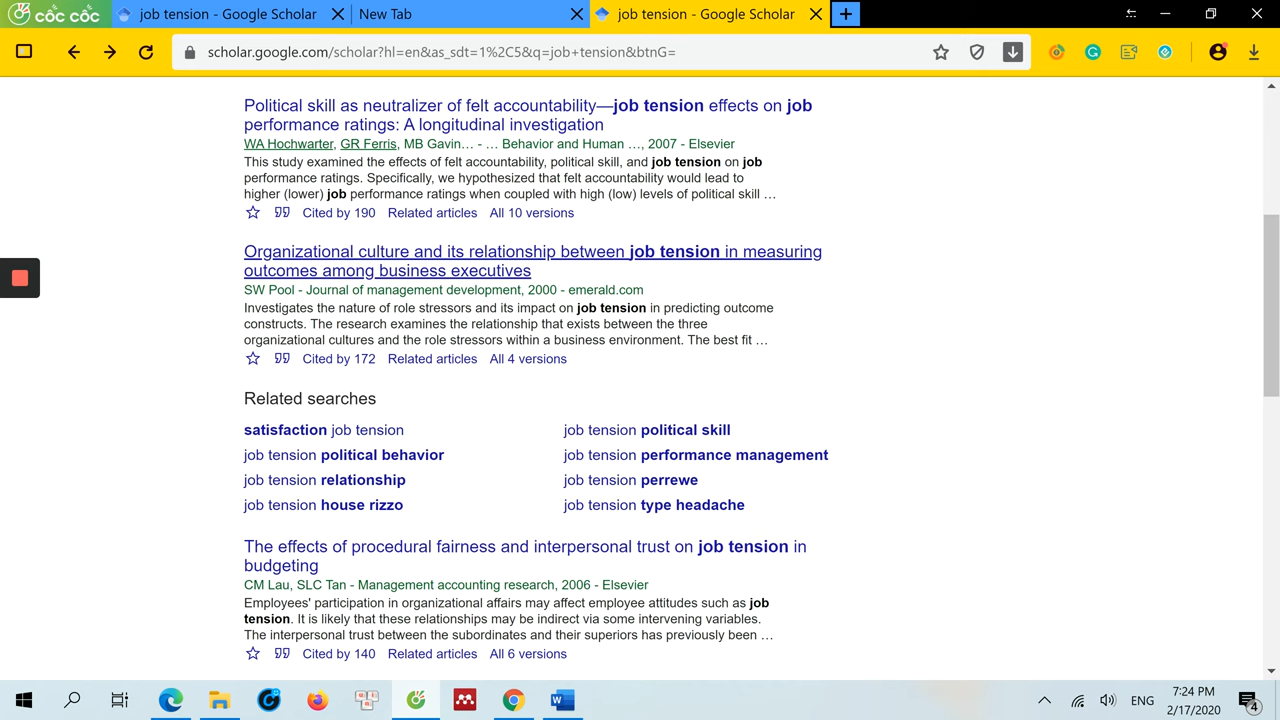 cốc cốc
job tension - Google Scholar
New Tab
job tension - Google Scholar
scholar.google.com/scholar?hl=en&as_sdt=1%2C5&q=job+tension&btnG=
Political skill as neutralizer of felt accountability—job tension effects on job
performance ratings: A longitudinal investigation
WA Hochwarter, GR Ferris, MB Gavin… - … Behavior and Human …, 2007 - Elsevier
This study examined the effects of felt accountability, political skill, and job tension on job
performance ratings. Specifically, we hypothesized that felt accountability would lead to
higher (lower) job performance ratings when coupled with high (low) levels of political skill …
Cited by 190 Related articles All 10 versions
Organizational culture and its relationship between job tension in measuring
outcomes among business executives
SW Pool - Journal of management development, 2000 - emerald.com
Investigates the nature of role stressors and its impact on job tension in predicting outcome
constructs. The research examines the relationship that exists between the three
organizational cultures and the role stressors within a business environment. The best fit …
Cited by 172 Related articles All 4 versions
Related searches
satisfaction job tension
job tension political skill
job tension political behavior
job tension performance management
job tension relationship
job tension perrewe
job tension house rizzo
job tension type headache
The effects of procedural fairness and interpersonal trust on job tension in
budgeting
CM Lau, SLC Tan - Management accounting research, 2006 - Elsevier
Employees' participation in organizational affairs may affect employee attitudes such as job
tension. It is likely that these relationships may be indirect via some intervening variables.
The interpersonal trust between the subordinates and their superiors has previously been …
Cited by 140 Related articles All 6 versions
ENG
7:24 PM
2/17/2020
4